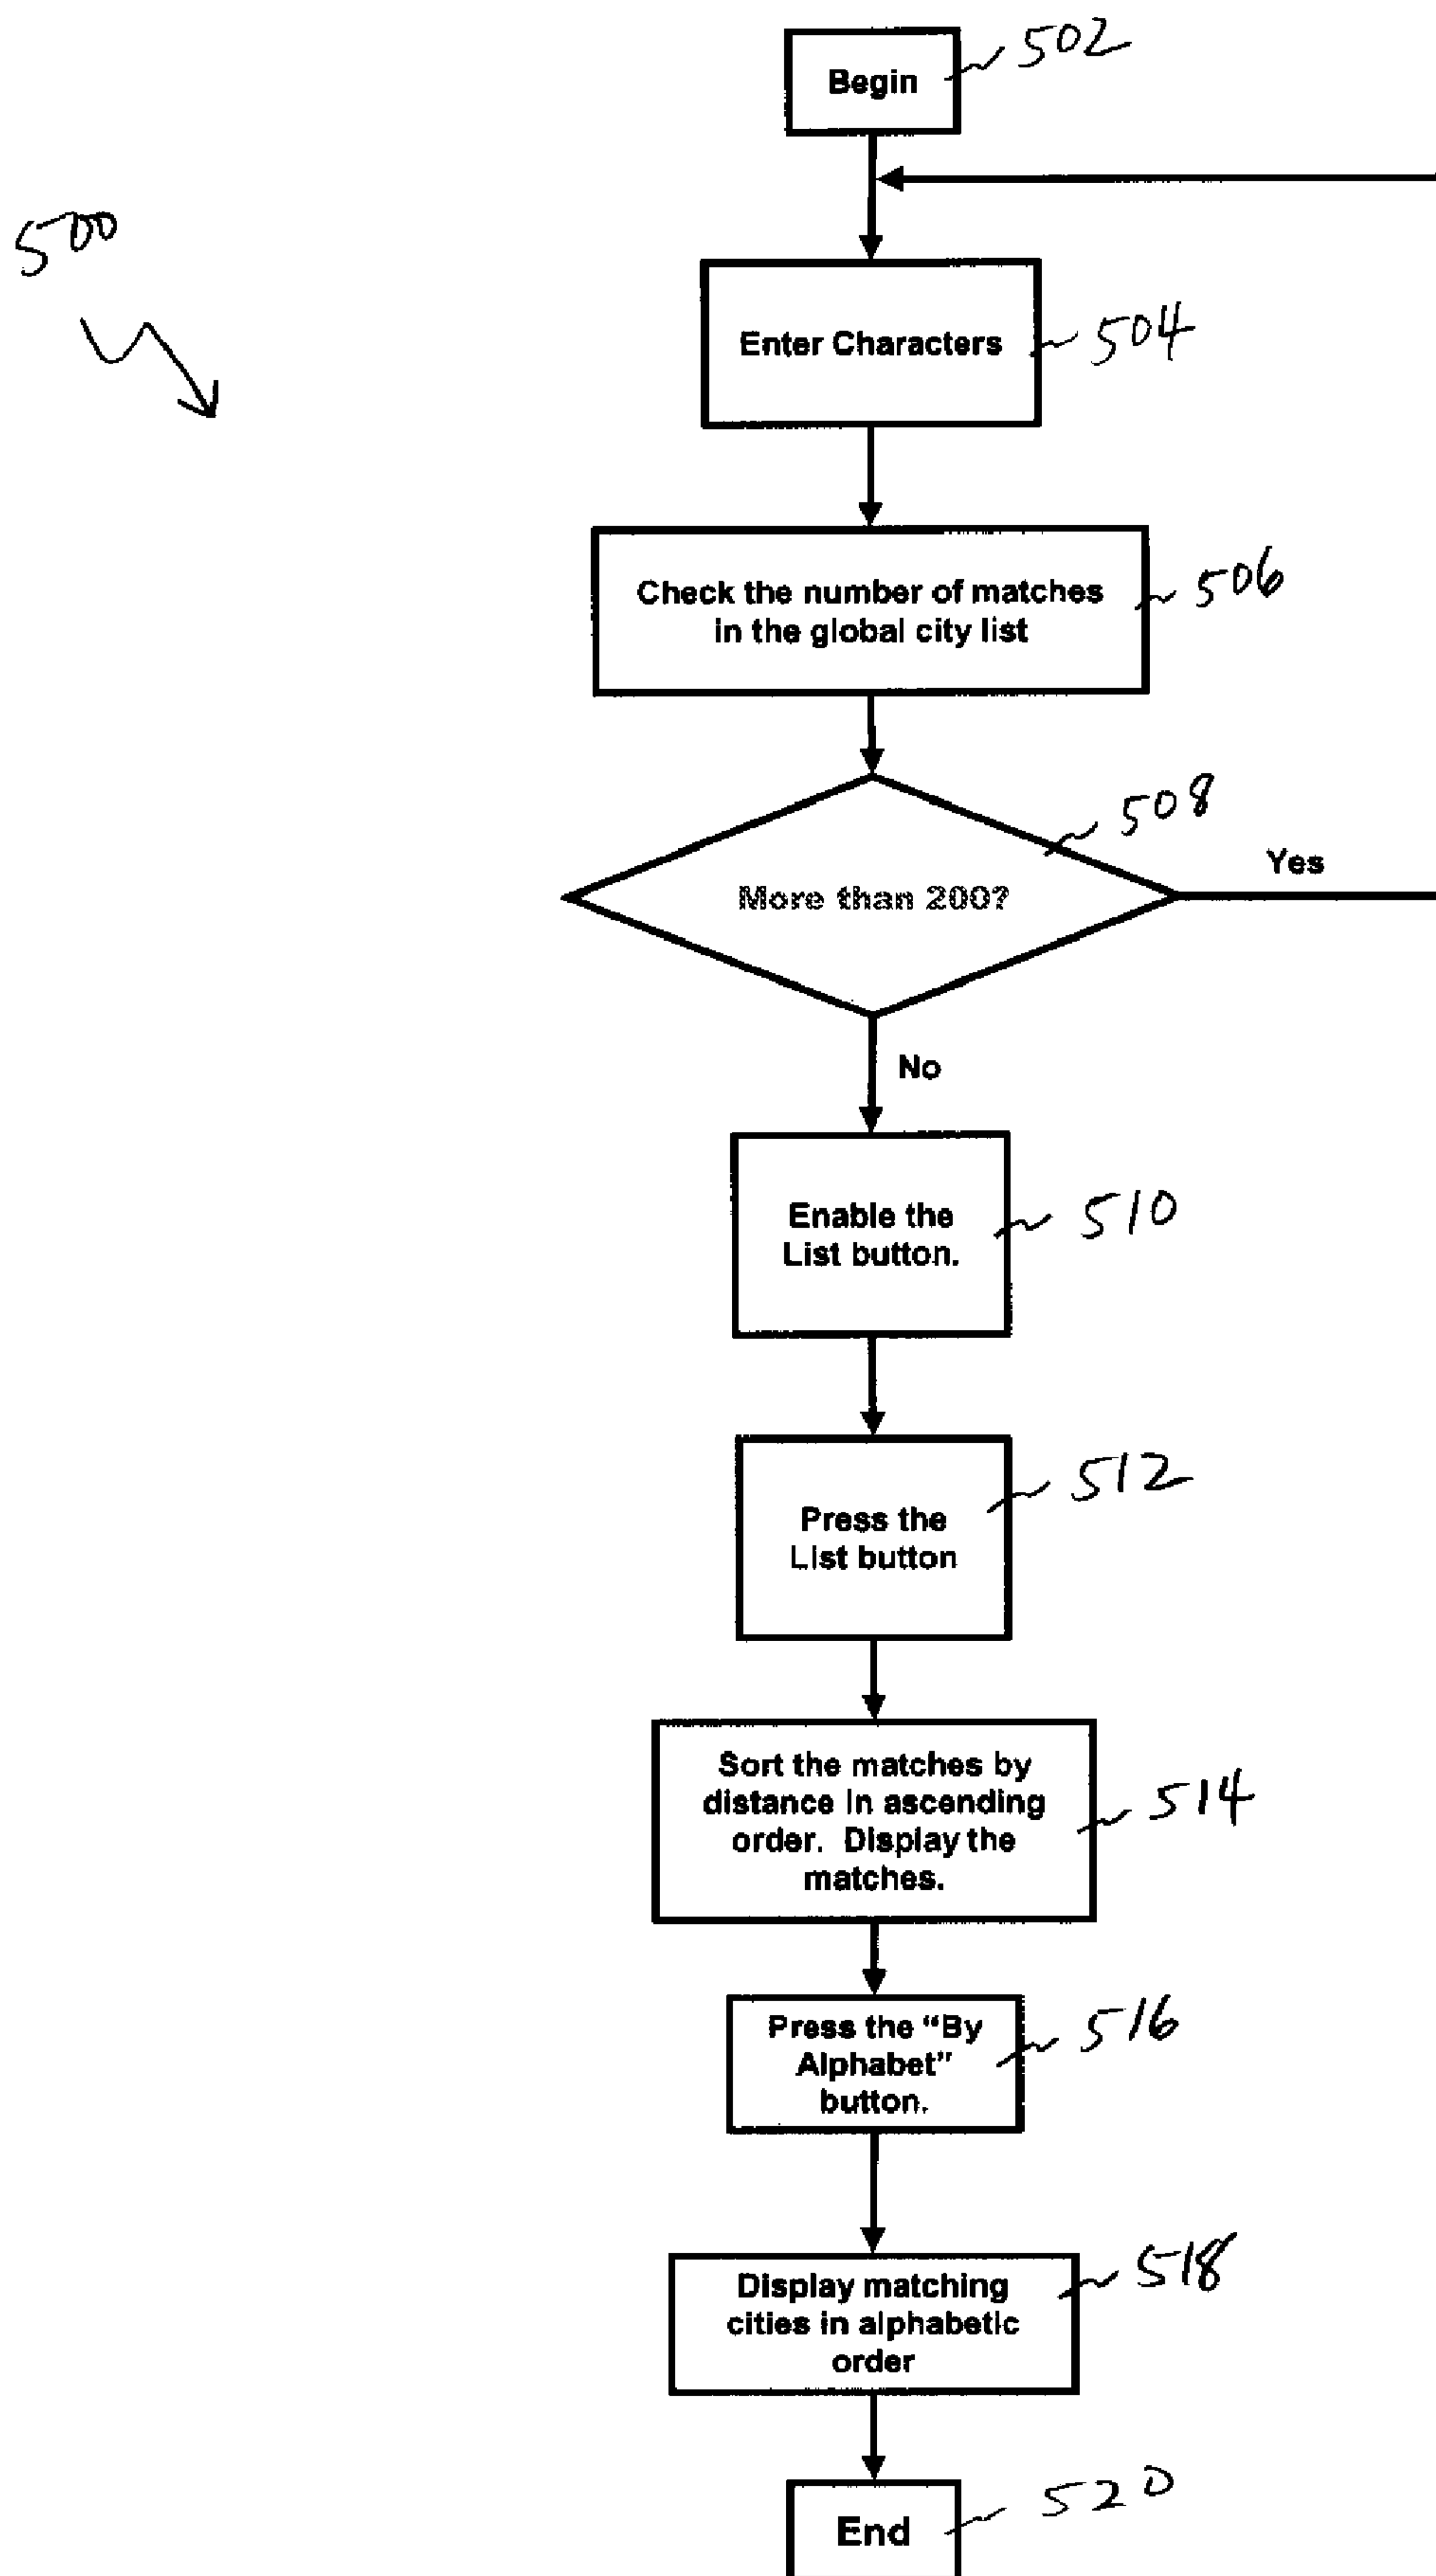 Begin
502
500
Enter Characters
504
Check the number of matches
in the global city list
506
508
More than 200?
Yes
No
Enable the
List button.
510
Press the
List button
512
Sort the matches by
distance in ascending
order. Display the
matches.
514
Press the “By
Alphabet”
button.
516
Display matching
cities in alphabetic
order
518
End
520